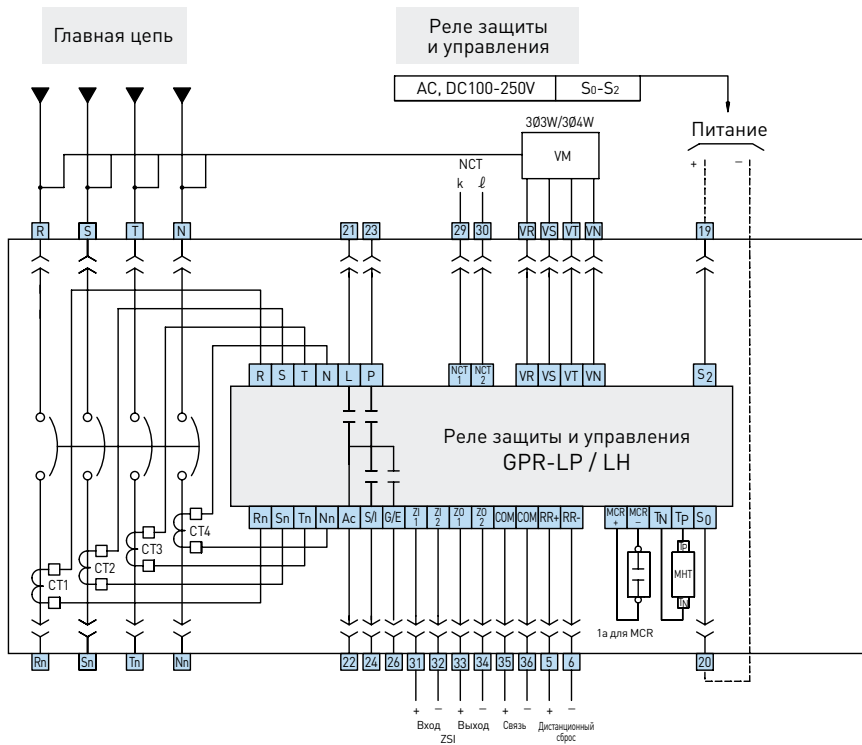 Главная цепь
Реле защиты
и управления
AC, DC100-250V S0-S2
3Ø3W/3Ø4W
VM
Питание
+ −
NCT
k ℓ
R S T N 21 23 29 30 VR VS VT VN 19
R S T N L P NCT 1 NCT 2 VR VS VT VN S2
Реле защиты и управления
GPR-LP / LH
Rn Sn Tn Nn Ac S/I G/E ZI 1 ZI 2 ZO 1 ZO 2 COM COM RR+ RR- MCR + MCR − TN TP S0
CT1 CT2 CT3 CT4
TP
MHT
TN
1a для MCR
Rn Sn Tn Nn 22 24 26 31 32 33 34 35 36 5 6 20
+ − + − + − + −
Вход Выход Связь Дистанционный
сброс
ZSI